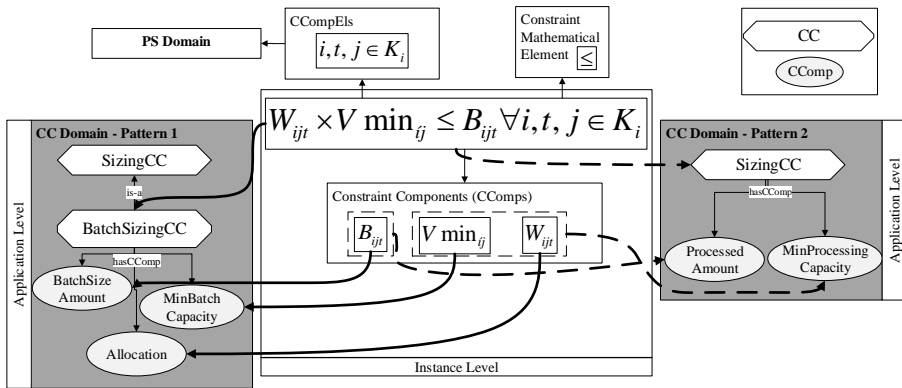 CCompEls
i, t, j ∈ K_i
PS Domain
Constraint
Mathematical
Element ≤
CC
CComp
W_ijt × V min_ij ≤ B_ijt ∀i, t, j ∈ K_i
Application Level
CC Domain - Pattern 1
SizingCC
is-a
BatchSizingCC
hasCComp
BatchSize
Amount
MinBatch
Capacity
Allocation
Constraint Components (CComps)
B_ijt
V min_ij
W_ijt
Instance Level
CC Domain - Pattern 2
SizingCC
hasCComp
Processed
Amount
MinProcessing
Capacity
Application Level